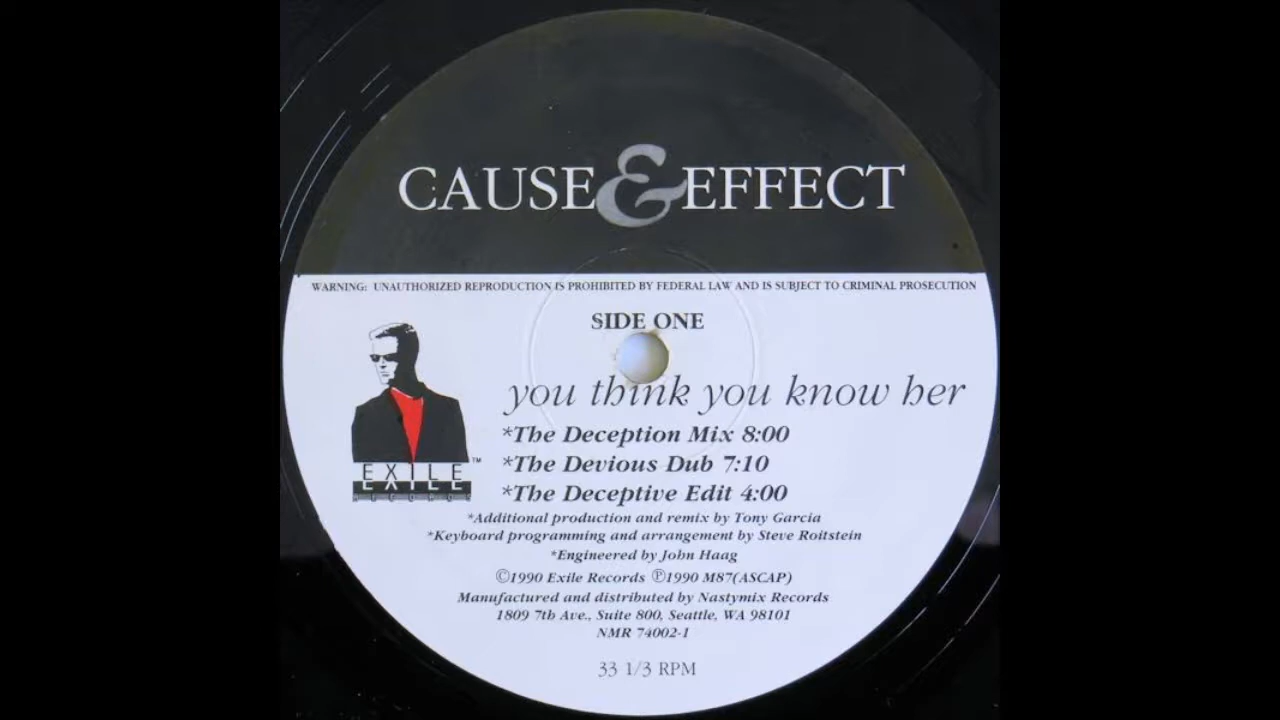 CAUSE & EFFECT
WARNING: UNAUTHORIZED REPRODUCTION IS PROHIBITED BY FEDERAL LAW AND IS SUBJECT TO CRIMINAL PROSECUTION
SIDE ONE
you think you know her
*The Deception Mix 8:00
*The Devious Dub 7:10
*The Deceptive Edit 4:00
EXILE™
RECORDS
*Additional production and remix by Tony Garcia
*Keyboard programming and arrangement by Steve Roitstein
*Engineered by John Haag
©1990 Exile Records ℗1990 M87(ASCAP)
Manufactured and distributed by Nastymix Records
1809 7th Ave., Suite 800, Seattle, WA 98101
NMR 74002-1
33 1/3 RPM